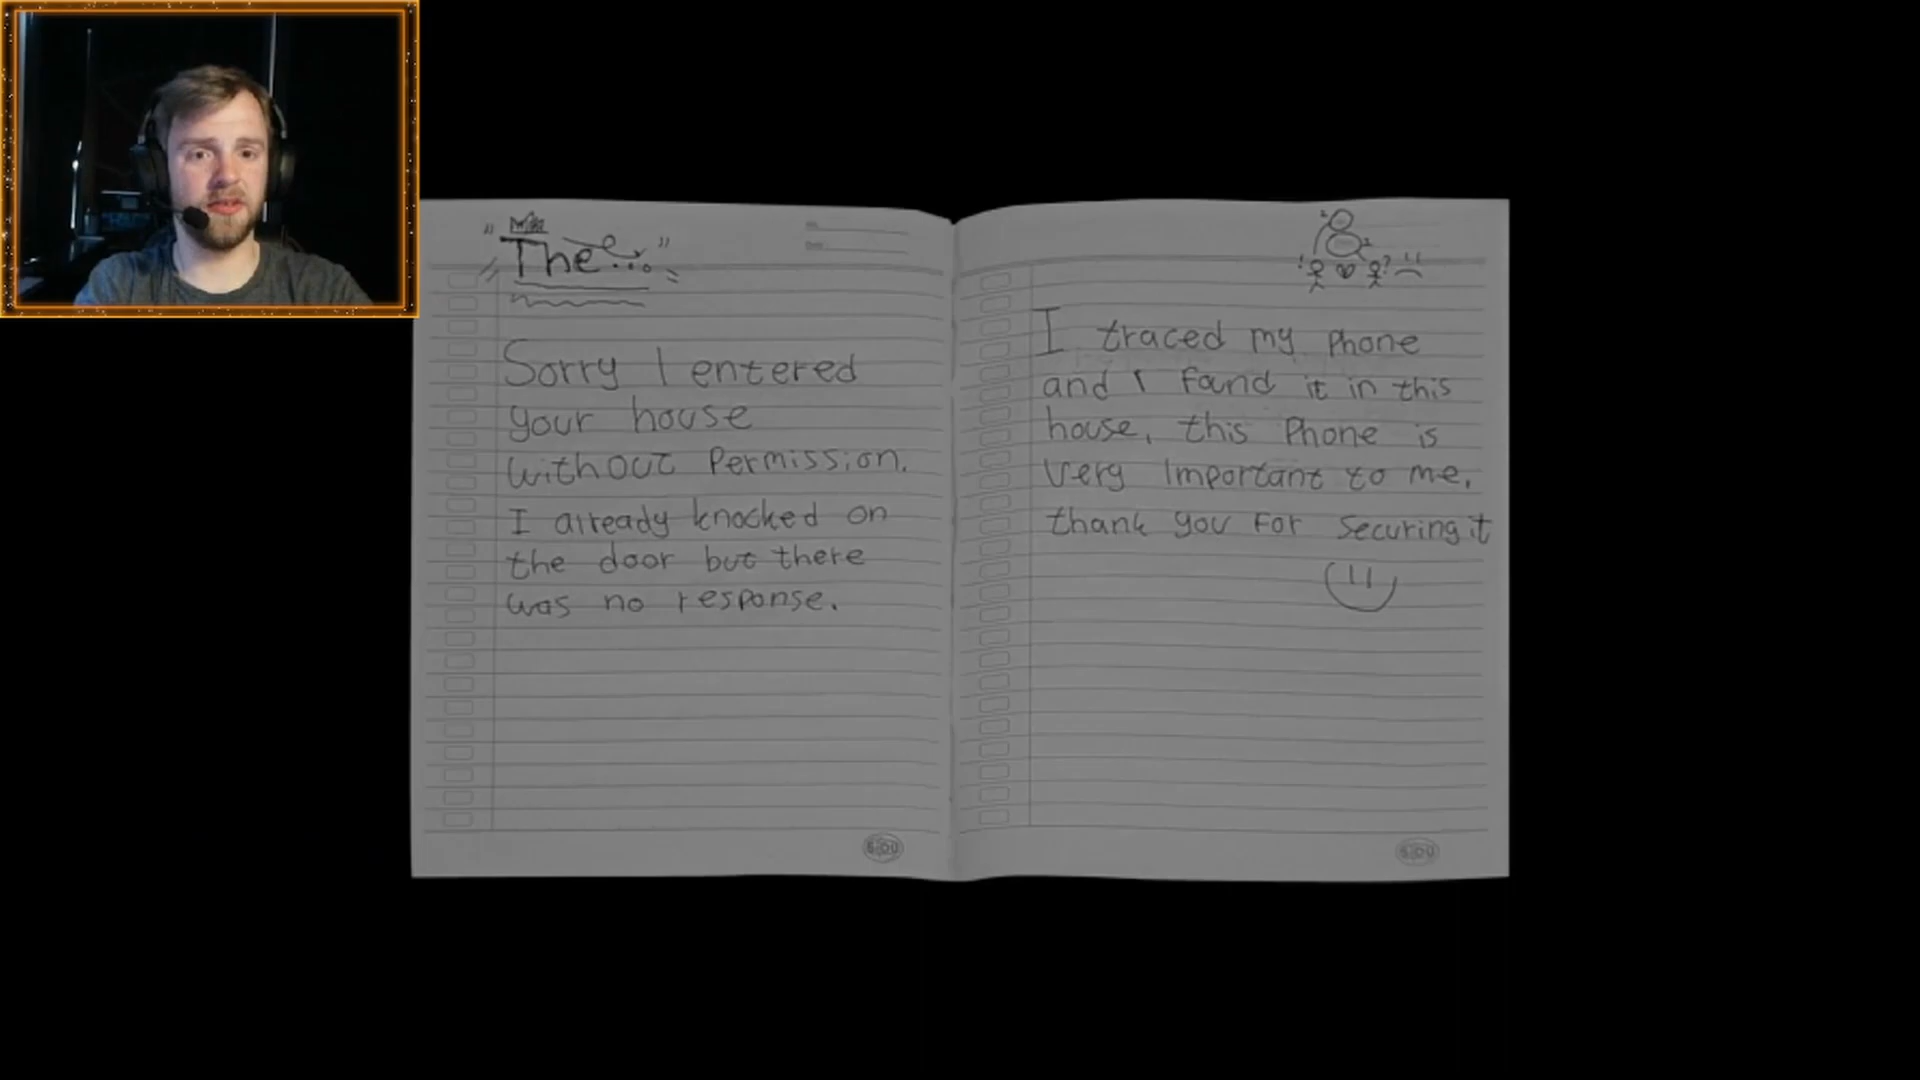 " The... "
Sorry I entered
your house
without Permission.
I already knocked on
the door but there
was no response.
I traced my Phone
and I found it in this
house, this Phone is
very important to me.
thank you For securing it